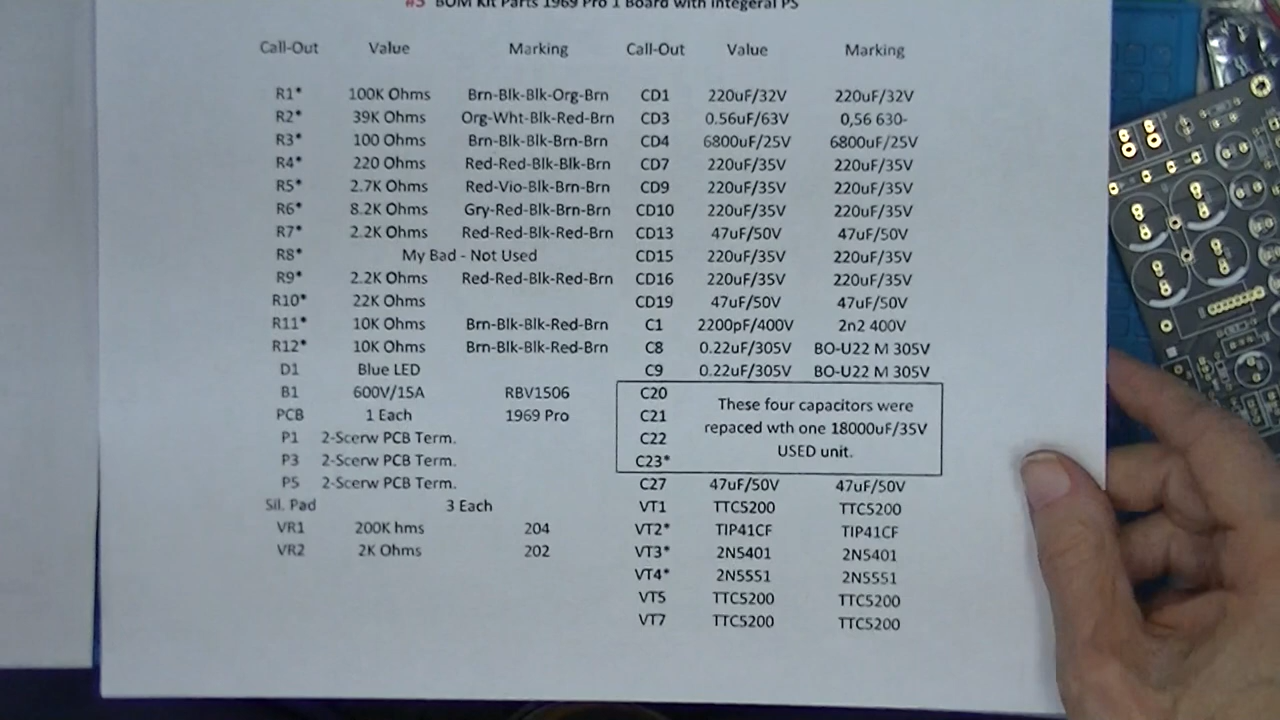 #3 BOM Kit Parts 1969 Pro 1 Board with Integeral PS
Call-Out Value Marking Call-Out Value Marking
R1* 100K Ohms Brn-Blk-Blk-Org-Brn CD1 220uF/32V 220uF/32V
R2* 39K Ohms Org-Wht-Blk-Red-Brn CD3 0.56uF/63V 0,56 630-
R3* 100 Ohms Brn-Blk-Blk-Brn-Brn CD4 6800uF/25V 6800uF/25V
R4* 220 Ohms Red-Red-Blk-Blk-Brn CD7 220uF/35V 220uF/35V
R5* 2.7K Ohms Red-Vio-Blk-Brn-Brn CD9 220uF/35V 220uF/35V
R6* 8.2K Ohms Gry-Red-Blk-Brn-Brn CD10 220uF/35V 220uF/35V
R7* 2.2K Ohms Red-Red-Blk-Red-Brn CD13 47uF/50V 47uF/50V
R8* My Bad - Not Used CD15 220uF/35V 220uF/35V
R9* 2.2K Ohms Red-Red-Blk-Red-Brn CD16 220uF/35V 220uF/35V
R10* 22K Ohms CD19 47uF/50V 47uF/50V
R11* 10K Ohms Brn-Blk-Blk-Red-Brn C1 2200pF/400V 2n2 400V
R12* 10K Ohms Brn-Blk-Blk-Red-Brn C8 0.22uF/305V BO-U22 M 305V
D1 Blue LED C9 0.22uF/305V BO-U22 M 305V
B1 600V/15A RBV1506 C20
These four capacitors were
PCB 1 Each 1969 Pro C21
repaced wth one 18000uF/35V
P1 2-Scerw PCB Term. C22
USED unit.
P3 2-Scerw PCB Term. C23*
P5 2-Scerw PCB Term. C27 47uF/50V 47uF/50V
Sil. Pad 3 Each VT1 TTC5200 TTC5200
VR1 200K hms 204 VT2* TIP41CF TIP41CF
VR2 2K Ohms 202 VT3* 2N5401 2N5401
VT4* 2N5551 2N5551
VT5 TTC5200 TTC5200
VT7 TTC5200 TTC5200